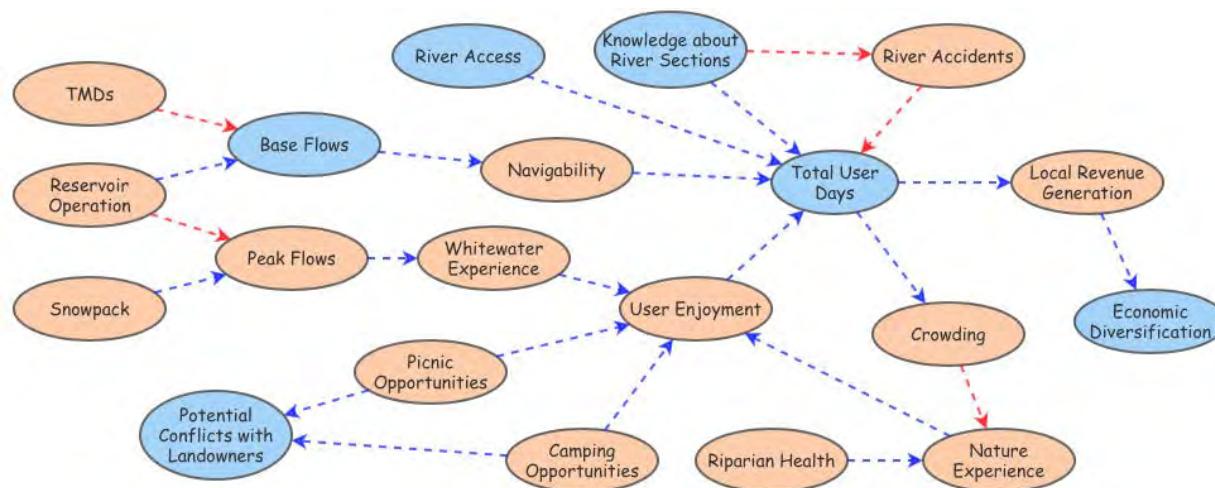 River Access
Knowledge about
River Sections
River Accidents
TMDs
Base Flows
Navigability
Total User
Days
Local Revenue
Generation
Reservoir
Operation
Peak Flows
Whitewater
Experience
Snowpack
User Enjoyment
Crowding
Economic
Diversification
Picnic
Opportunities
Potential
Conflicts with
Landowners
Camping
Opportunities
Riparian Health
Nature
Experience